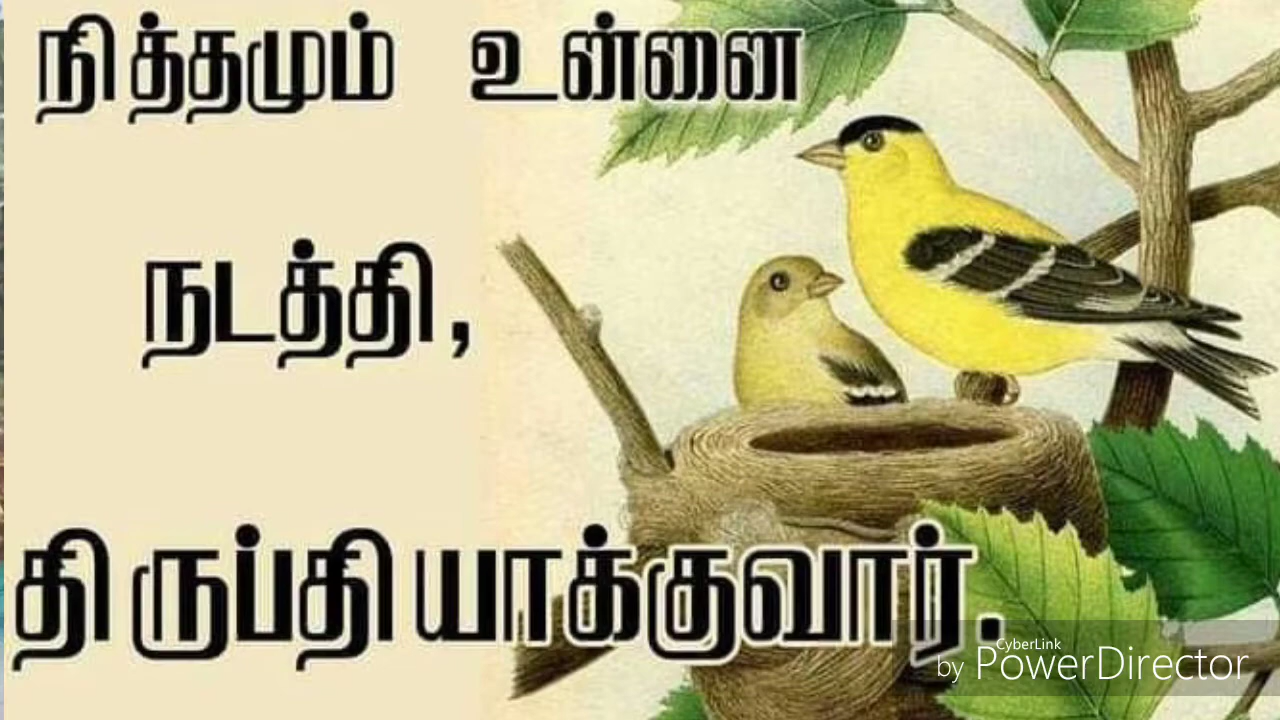 நித்தமும் உன்னை
நடத்தி,
திருப்தியாக்குவார்.
CyberLink
by PowerDirector